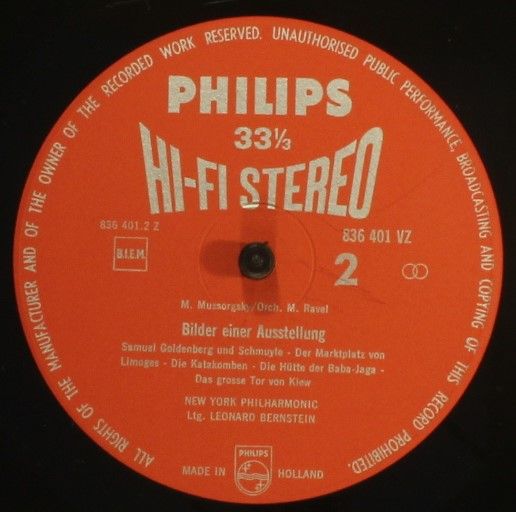 ALL RIGHTS OF THE MANUFACTURER AND OF THE OWNER OF THE RECORDED WORK RESERVED. UNAUTHORISED PUBLIC PERFORMANCE, BROADCASTING AND COPYING OF THIS RECORD PROHIBITED.
PHILIPS
33⅓
HI-FI STEREO
836 401.2 Z
836 401 VZ
B.I.E.M.
2
M. Mussorgsky/Orch. M. Ravel
Bilder einer Ausstellung
Samuel Goldenberg und Schmuyle - Der Marktplatz von
Limoges - Die Katakomben - Die Hütte der Baba-Jaga -
Das grosse Tor von Kiew
NEW YORK PHILHARMONIC
Ltg. LEONARD BERNSTEIN
PHILIPS
MADE IN HOLLAND